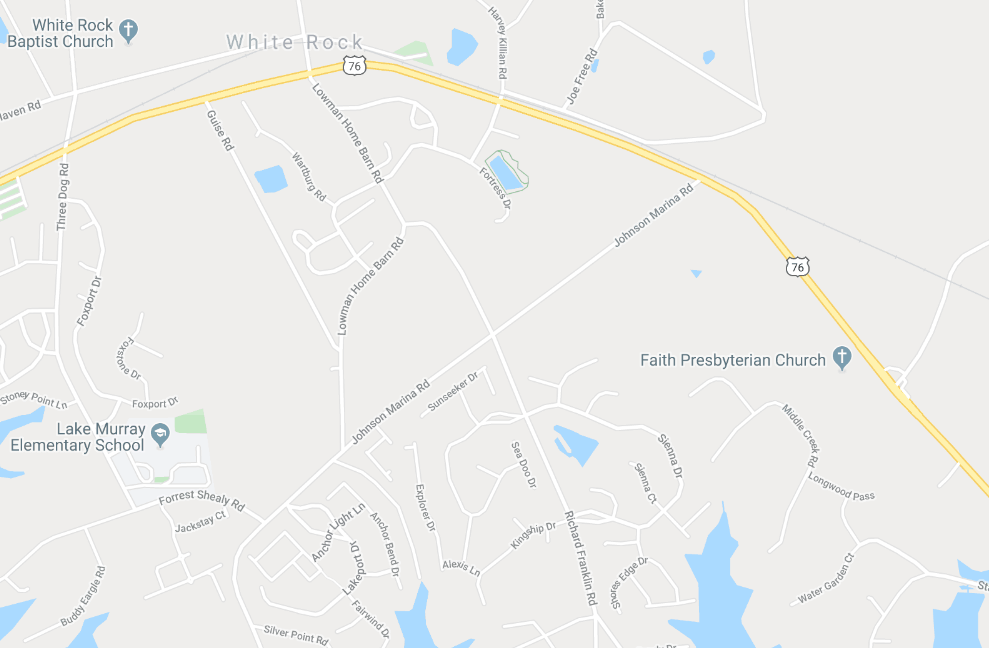 White Rock
Baptist Church
White Rock
76
Harvey Killian Rd
Joe Free Rd
Guise Rd
Lowman Home Barn Rd
Wartburg Rd
Fortress Dr
Three Dog Rd
Johnson Marina Rd
76
Foxport Dr
Lowman Home Barn Rd
Faith Presbyterian Church
Foxport Dr
Stoney Point Ln
Sunseeker Dr
Johnson Marina Rd
Lake Murray
Elementary School
Middle Creek Rd
Sienna Dr
Sienna Ct
Sea Doo Dr
Longwood Pass
Forrest Shealy Rd
Jackstay Ct
Explorer Dr
Anchor Light Ln
Anchor Bend Dr
Kingship Dr
Richard Franklin Rd
Alexis Ln
Lakeport Dr
Shores Edge Dr
Water Garden Ct
Buddy Eargle Rd
Fairwind Dr
Silver Point Rd